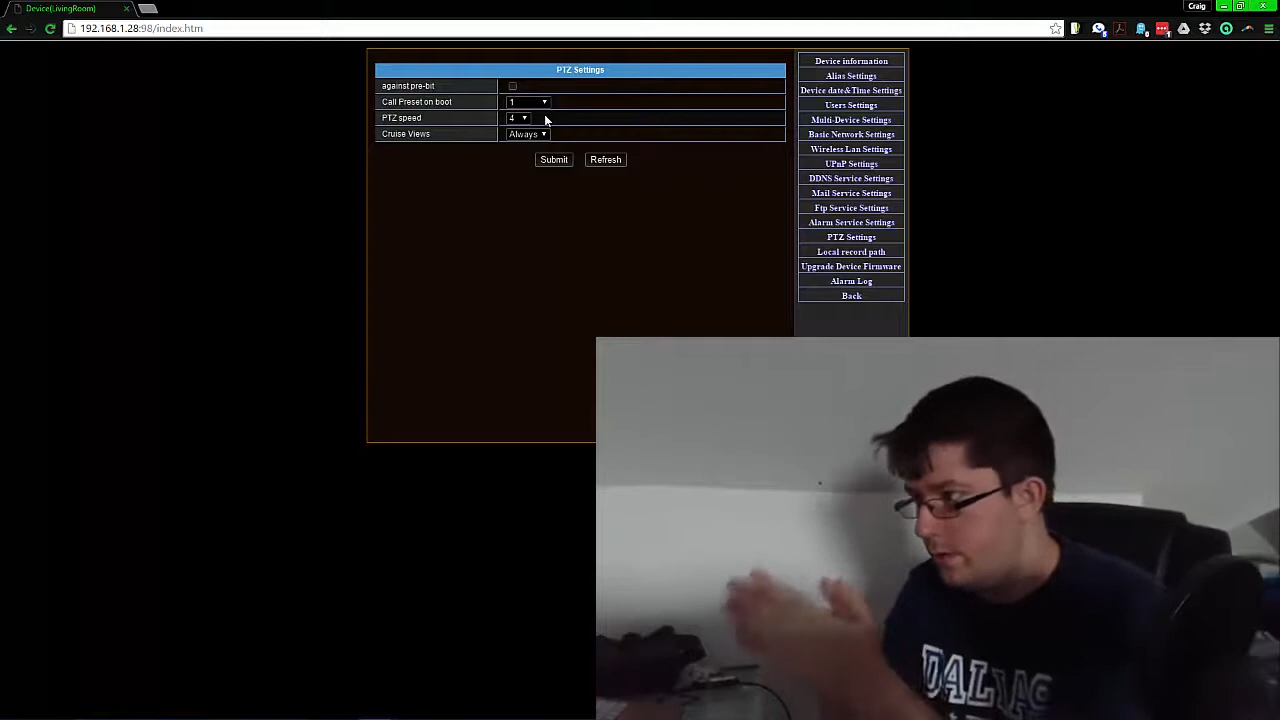 Device(LivingRoom)
Craig
192.168.1.28:98/index.htm
PTZ Settings
against pre-bit
Call Preset on boot 1
PTZ speed 4
Cruise Views Always
Submit Refresh
Device information
Alias Settings
Device date&Time Settings
Users Settings
Multi-Device Settings
Basic Network Settings
Wireless Lan Settings
UPnP Settings
DDNS Service Settings
Mail Service Settings
Ftp Service Settings
Alarm Service Settings
PTZ Settings
Local record path
Upgrade Device Firmware
Alarm Log
Back